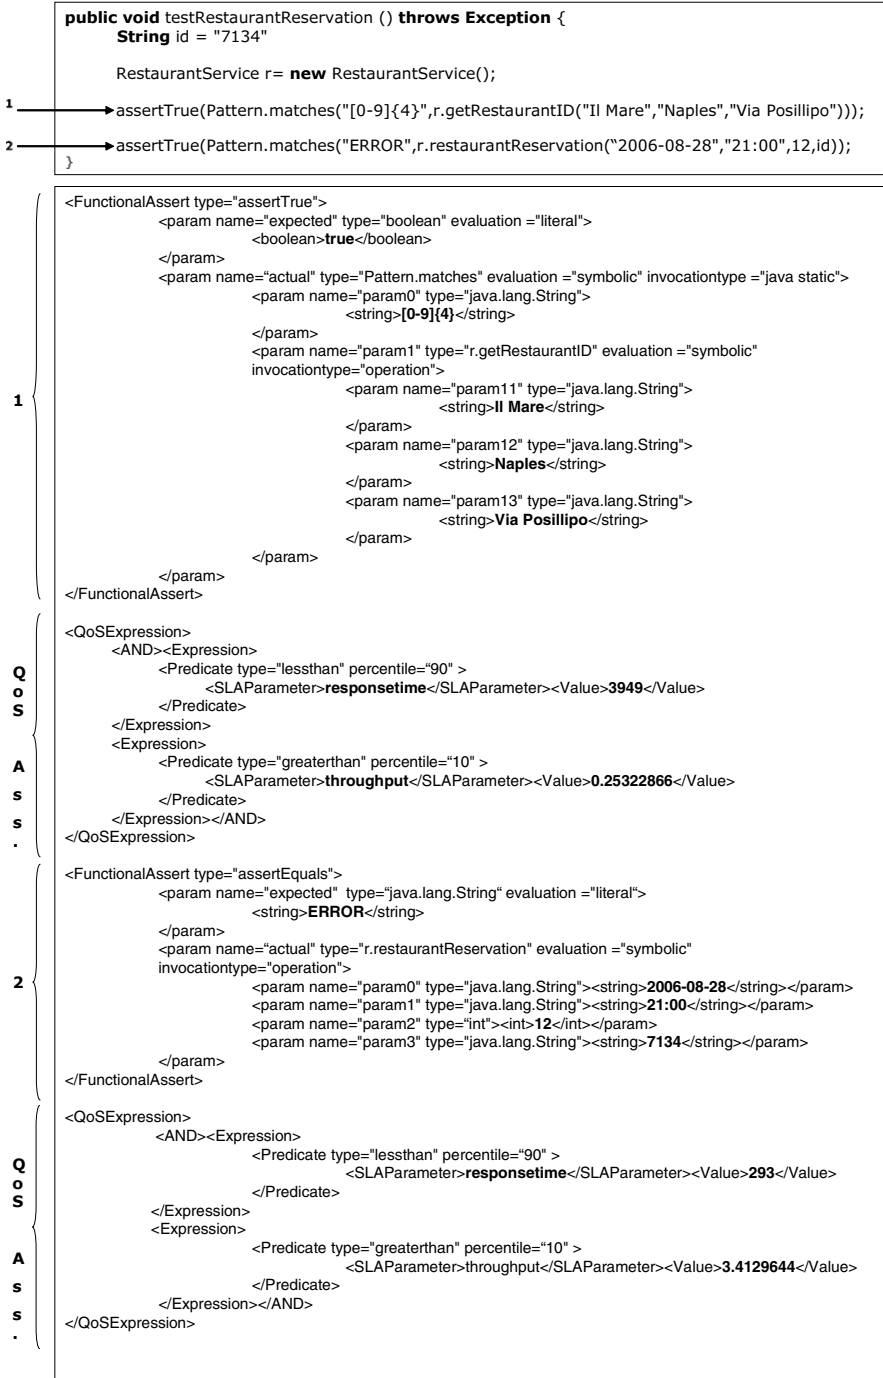 public void testRestaurantReservation () throws Exception {
String id = "7134"
RestaurantService r= new RestaurantService();
1 assertTrue(Pattern.matches("[0-9]{4}",r.getRestaurantID("Il Mare","Naples","Via Posillipo")));
2 assertTrue(Pattern.matches("ERROR",r.restaurantReservation(“2006-08-28","21:00",12,id));
}
<FunctionalAssert type="assertTrue">
<param name="expected" type="boolean" evaluation ="literal">
<boolean>true</boolean>
</param>
<param name=“actual" type="Pattern.matches" evaluation ="symbolic" invocationtype ="java static">
<param name="param0" type="java.lang.String">
<string>[0-9]{4}</string>
</param>
<param name="param1" type="r.getRestaurantID" evaluation ="symbolic"
invocationtype="operation">
<param name="param11" type="java.lang.String">
1
<string>Il Mare</string>
</param>
<param name="param12" type="java.lang.String">
<string>Naples</string>
</param>
<param name="param13" type="java.lang.String">
<string>Via Posillipo</string>
</param>
</param>
</param>
</FunctionalAssert>
QoS Ass.
<QoSExpression>
<AND><Expression>
<Predicate type="lessthan" percentile=“90" >
<SLAParameter>responsetime</SLAParameter><Value>3949</Value>
</Predicate>
</Expression>
<Expression>
<Predicate type="greaterthan" percentile=“10" >
<SLAParameter>throughput</SLAParameter><Value>0.25322866</Value>
</Predicate>
</Expression></AND>
</QoSExpression>
<FunctionalAssert type="assertEquals">
<param name="expected" type=“java.lang.String“ evaluation ="literal“>
<string>ERROR</string>
</param>
<param name=“actual" type="r.restaurantReservation" evaluation ="symbolic"
invocationtype="operation">
2
<param name="param0" type="java.lang.String"><string>2006-08-28</string></param>
<param name="param1" type="java.lang.String"><string>21:00</string></param>
<param name="param2" type=“int"><int>12</int></param>
<param name="param3" type="java.lang.String"><string>7134</string></param>
</param>
</FunctionalAssert>
QoS Ass.
<QoSExpression>
<AND><Expression>
<Predicate type="lessthan" percentile=“90" >
<SLAParameter>responsetime</SLAParameter><Value>293</Value>
</Predicate>
</Expression>
<Expression>
<Predicate type="greaterthan" percentile=“10" >
<SLAParameter>throughput</SLAParameter><Value>3.4129644</Value>
</Predicate>
</Expression></AND>
</QoSExpression>